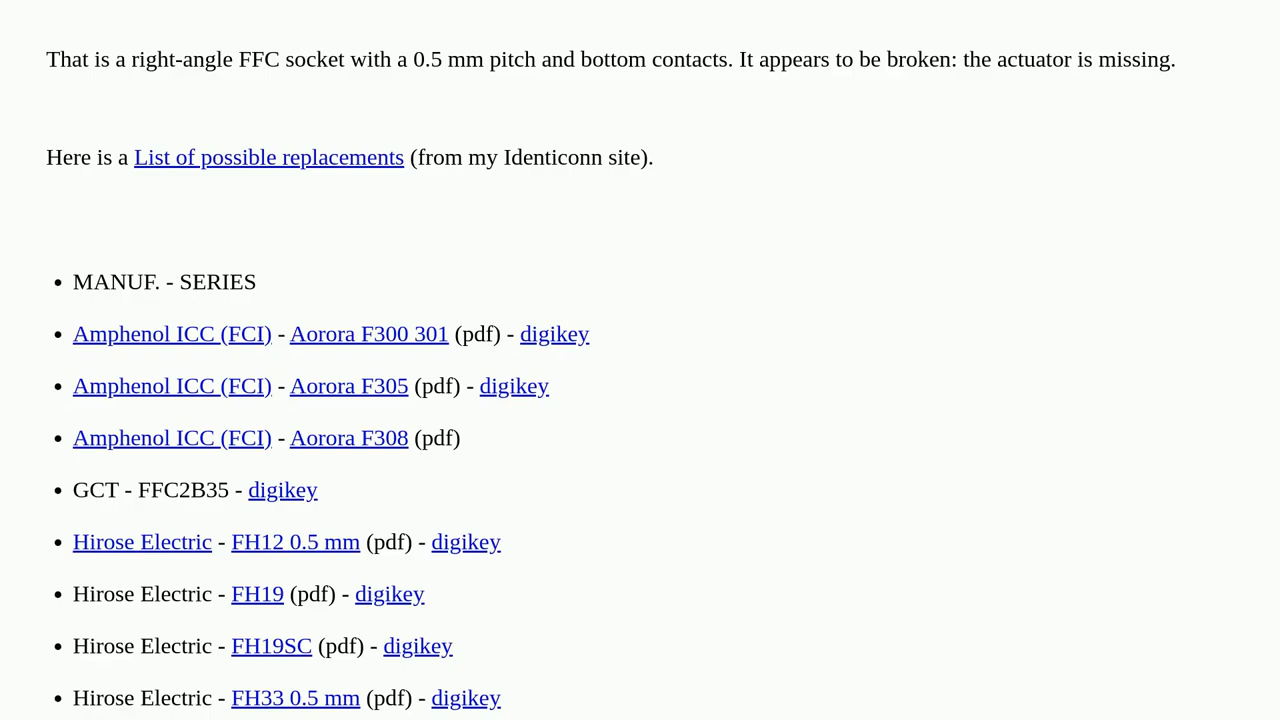 That is a right-angle FFC socket with a 0.5 mm pitch and bottom contacts. It appears to be broken: the actuator is missing.
Here is a List of possible replacements (from my Identiconn site).
• MANUF. - SERIES
• Amphenol ICC (FCI) - Aorora F300 301 (pdf) - digikey
• Amphenol ICC (FCI) - Aorora F305 (pdf) - digikey
• Amphenol ICC (FCI) - Aorora F308 (pdf)
• GCT - FFC2B35 - digikey
• Hirose Electric - FH12 0.5 mm (pdf) - digikey
• Hirose Electric - FH19 (pdf) - digikey
• Hirose Electric - FH19SC (pdf) - digikey
• Hirose Electric - FH33 0.5 mm (pdf) - digikey